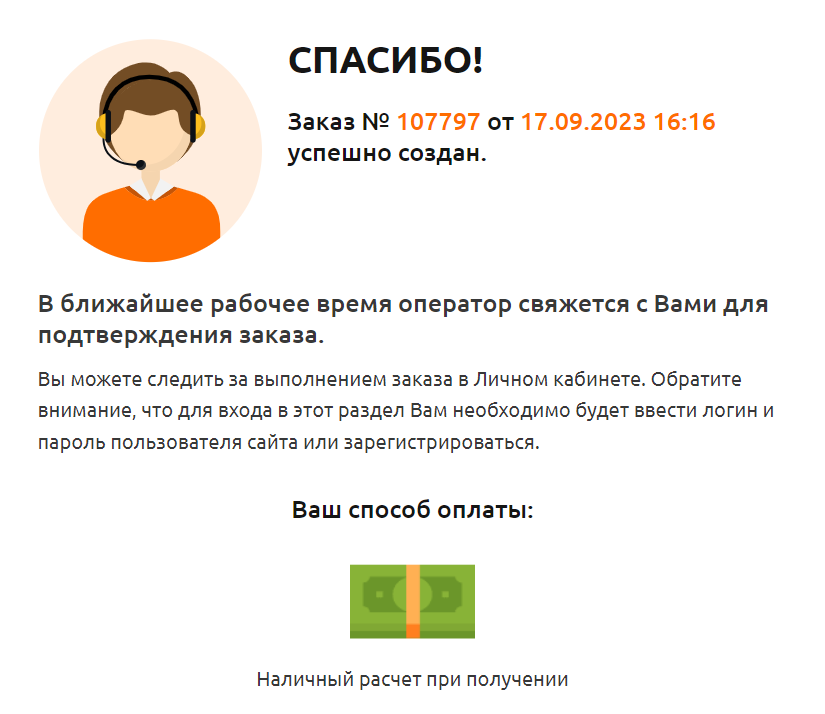 СПАСИБО!
Заказ № 107797 от 17.09.2023 16:16
успешно создан.
В ближайшее рабочее время оператор свяжется с Вами для
подтверждения заказа.
Вы можете следить за выполнением заказа в Личном кабинете. Обратите
внимание, что для входа в этот раздел Вам необходимо будет ввести логин и
пароль пользователя сайта или зарегистрироваться.
Ваш способ оплаты:
Наличный расчет при получении